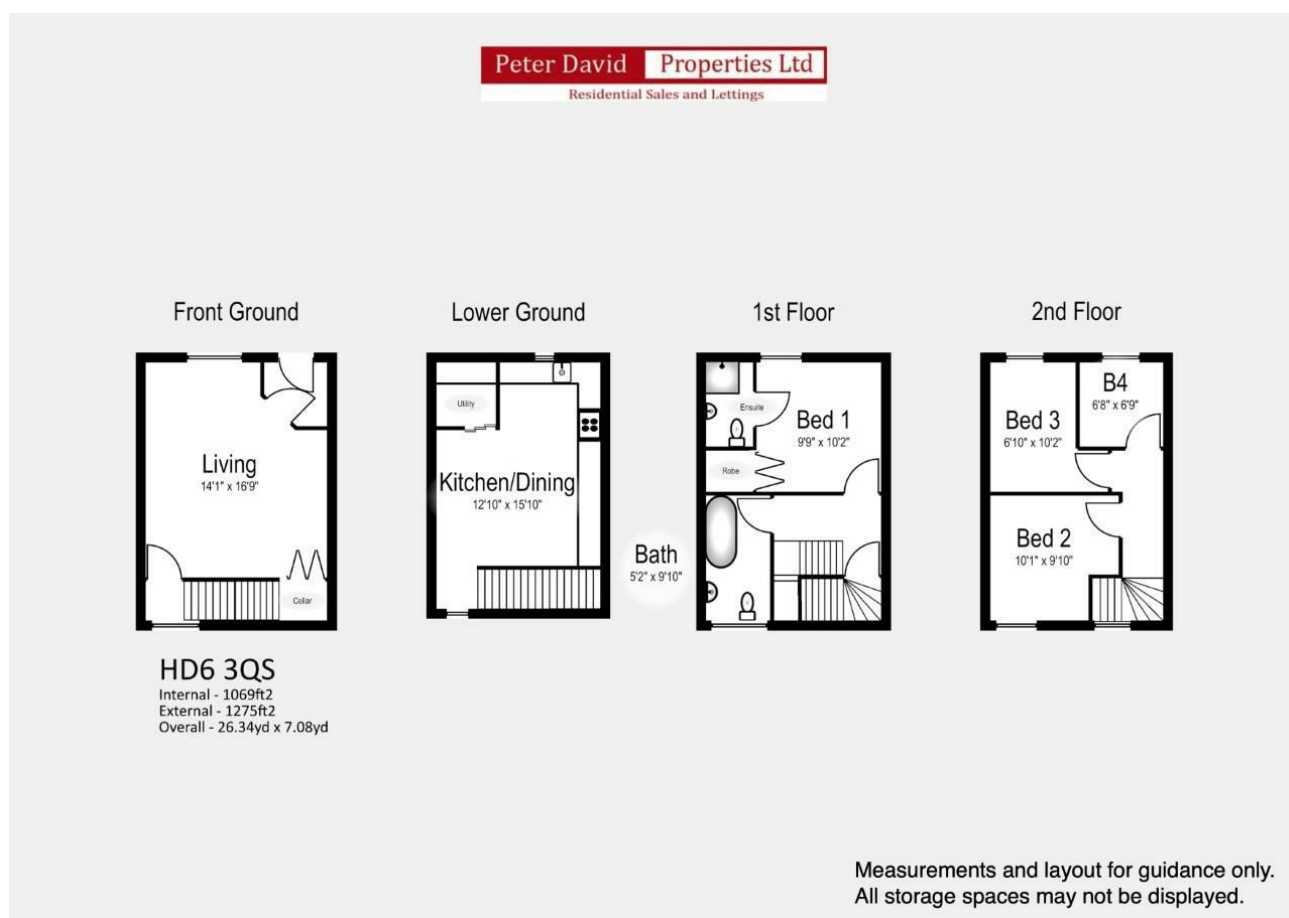 Peter David Properties Ltd
Residential Sales and Lettings
Front Ground
Lower Ground
1st Floor
2nd Floor
Living
14'1" x 16'9"
Cellar
Utility
Kitchen/Dining
12'10" x 15'10"
Bath
5'2" x 9'10"
Ensuite
Bed 1
9'9" x 10'2"
Robe
B4
6'8" x 6'9"
Bed 3
6'10" x 10'2"
Bed 2
10'1" x 9'10"
HD6 3QS
Internal - 1069ft2
External - 1275ft2
Overall - 26.34yd x 7.08yd
Measurements and layout for guidance only.
All storage spaces may not be displayed.